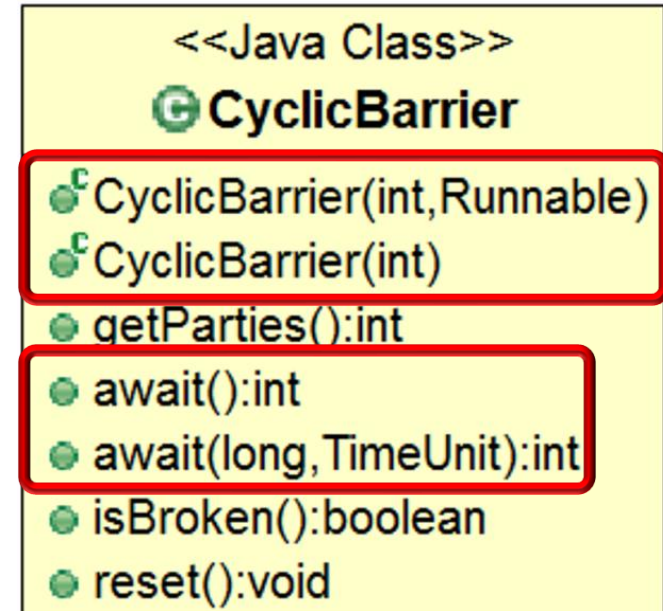 <<Java Class>>
CyclicBarrier
CyclicBarrier(int,Runnable)
CyclicBarrier(int)
getParties():int
await():int
await(long,TimeUnit):int
isBroken():boolean
reset():void